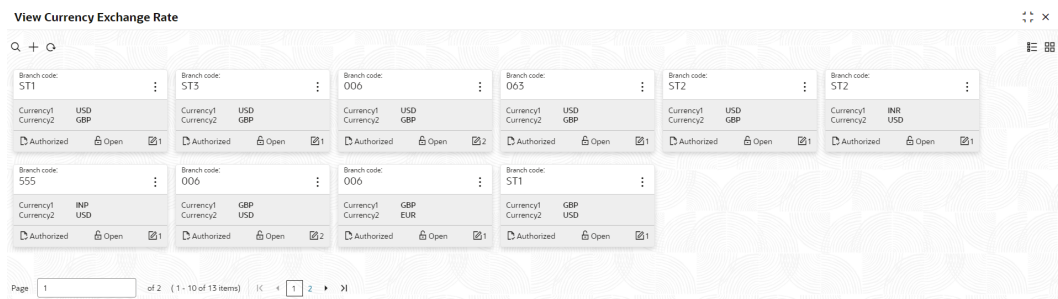 View Currency Exchange Rate
Branch code: Branch code: Branch code: Branch code: Branch code: Branch code:
ST1 ST3 006 063 ST2 ST2
Currency1 USD Currency1 USD Currency1 USD Currency1 USD Currency1 USD Currency1 INR
Currency2 GBP Currency2 GBP Currency2 GBP Currency2 GBP Currency2 GBP Currency2 USD
Authorized Open 1 Authorized Open 1 Authorized Open 2 Authorized Open 1 Authorized Open 1 Authorized Open 1
Branch code: Branch code: Branch code: Branch code:
555 006 006 ST1
Currency1 INP Currency1 GBP Currency1 GBP Currency1 GBP
Currency2 USD Currency2 USD Currency2 EUR Currency2 USD
Authorized Open 1 Authorized Open 2 Authorized Open 1 Authorized Open 1
Page 1 of 2 ( 1 - 10 of 13 items) 1 2